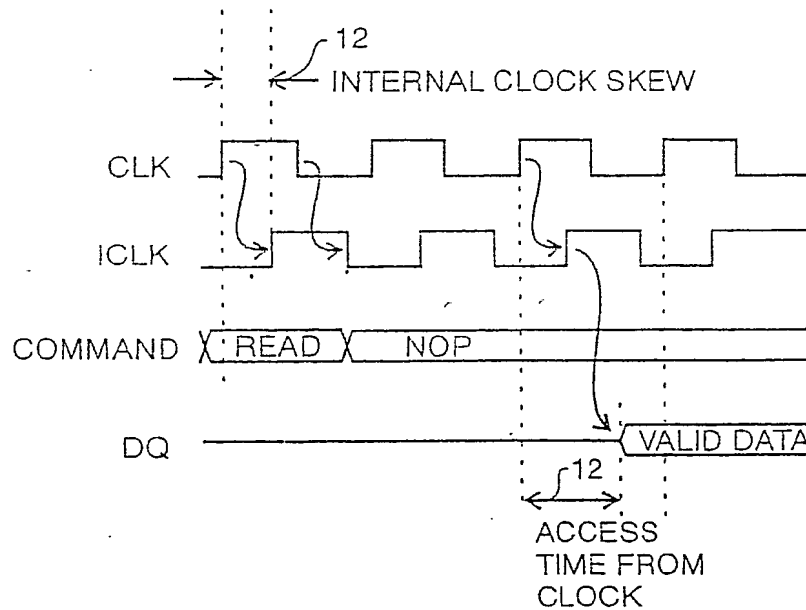 12
INTERNAL CLOCK SKEW
CLK
ICLK
COMMAND
READ
NOP
DQ
VALID DATA
12
ACCESS
TIME FROM
CLOCK